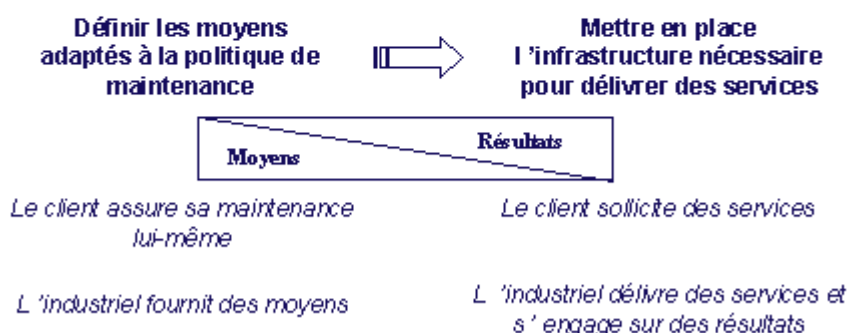 Définir les moyens
adaptés à la politique de
maintenance
Mettre en place
l 'infrastructure nécessaire
pour délivrer des services
Moyens
Résultats
Le client assure sa maintenance
lui-même
Le client sollicite des services
L 'industriel fournit des moyens
L 'industriel délivre des services et
s ' engage sur des résultats